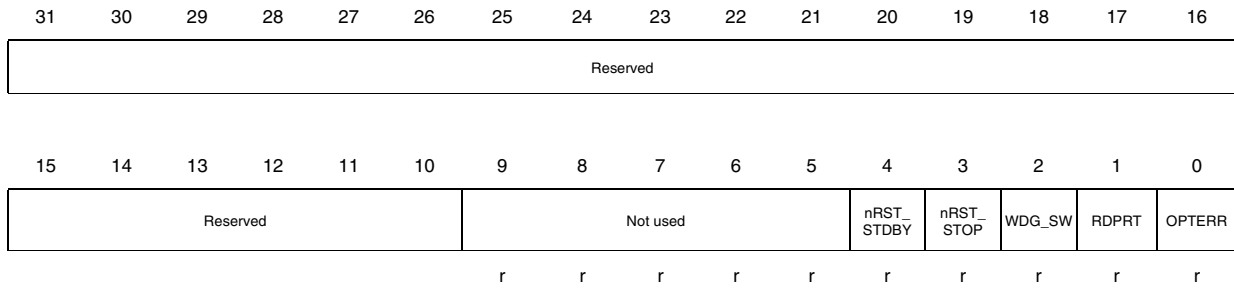 31 30 29 28 27 26 25 24 23 22 21 20 19 18 17 16
Reserved
15 14 13 12 11 10 9 8 7 6 5 4 3 2 1 0
Reserved Not used nRST_ STDBY nRST_ STOP WDG_SW RDPRT OPTERR
r r r r r r r r r r